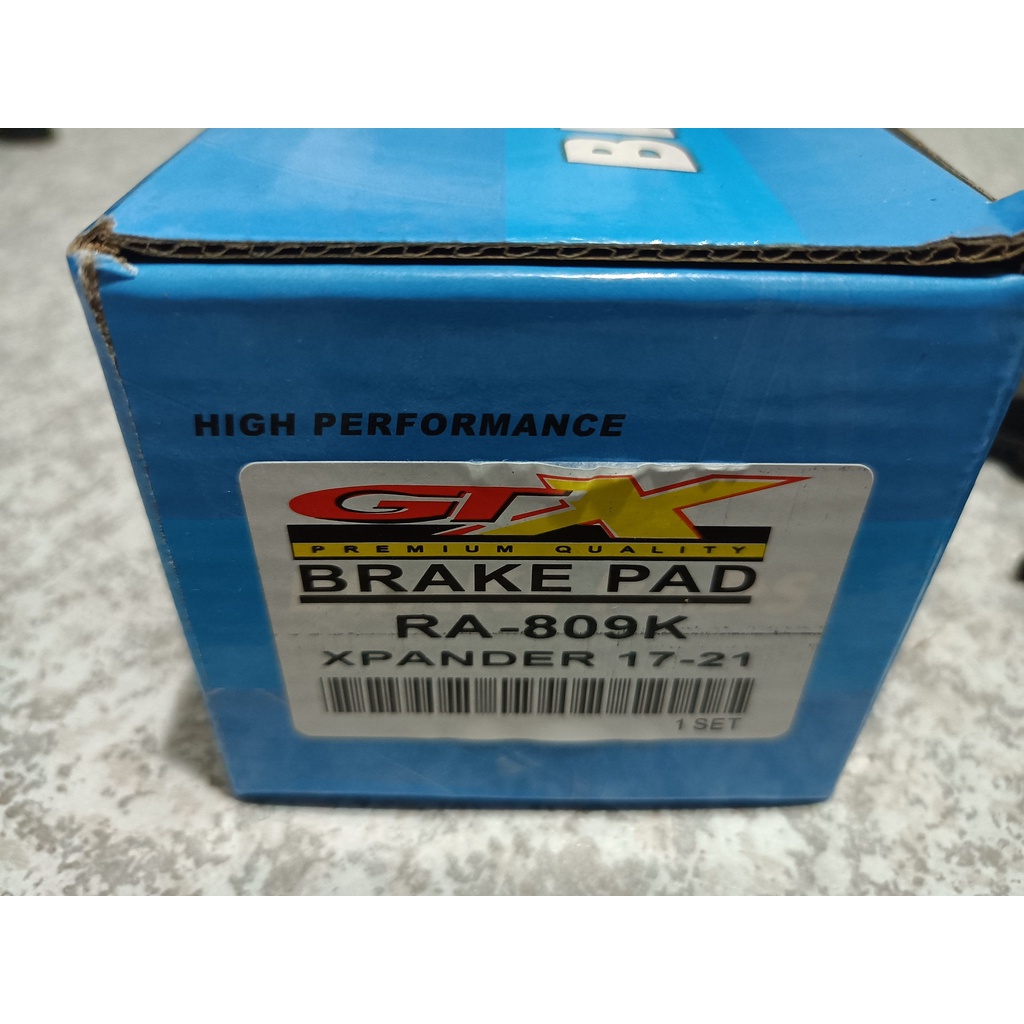 HIGH PERFORMANCE
GTX
PREMIUM QUALITY
BRAKE PAD
RA-809K
XPANDER 17-21
1 SET